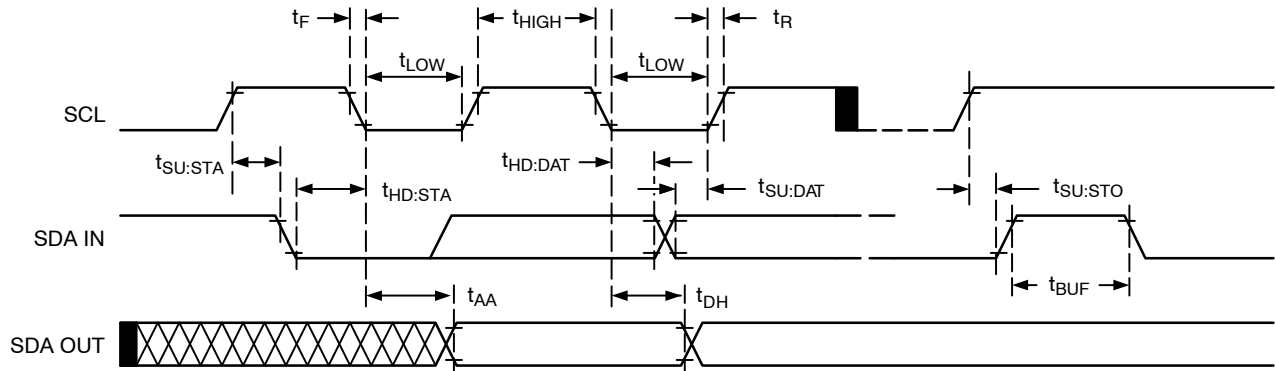 tF
tHIGH
tR
tLOW
tLOW
SCL
tSU:STA
tHD:STA
tHD:DAT
tSU:DAT
tSU:STO
SDA IN
tBUF
tAA
tDH
SDA OUT